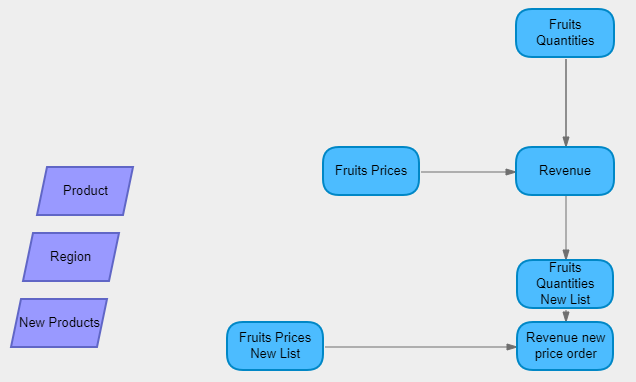 Fruits
Quantities
Fruits Prices
Revenue
Product
Region
Fruits
Quantities
New List
New Products
Fruits Prices
New List
Revenue new
price order